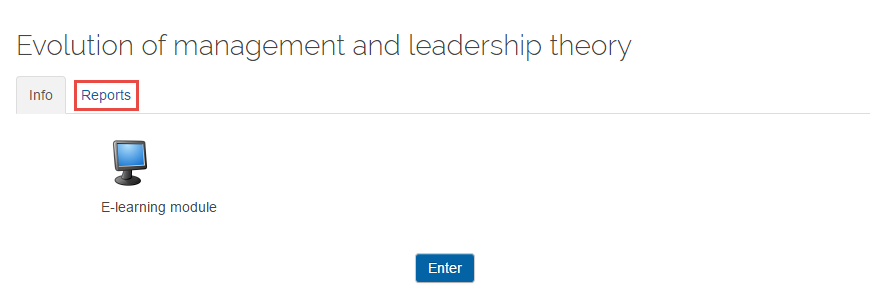 Evolution of management and leadership theory
Info Reports
E-learning module
Enter